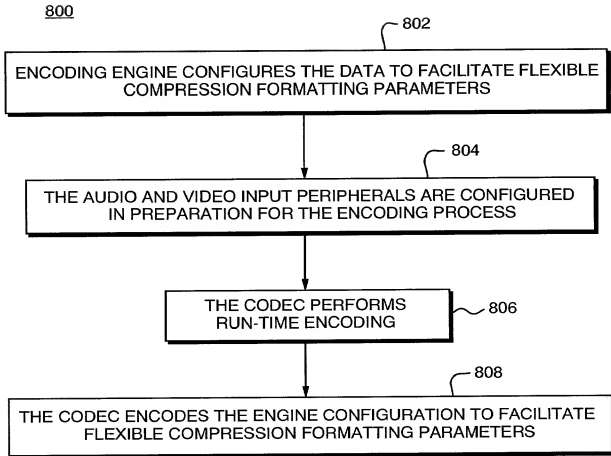 800
802
ENCODING ENGINE CONFIGURES THE DATA TO FACILITATE FLEXIBLE
COMPRESSION FORMATTING PARAMETERS
804
THE AUDIO AND VIDEO INPUT PERIPHERALS ARE CONFIGURED
IN PREPARATION FOR THE ENCODING PROCESS
THE CODEC PERFORMS
RUN-TIME ENCODING
806
808
THE CODEC ENCODES THE ENGINE CONFIGURATION TO FACILITATE
FLEXIBLE COMPRESSION FORMATTING PARAMETERS